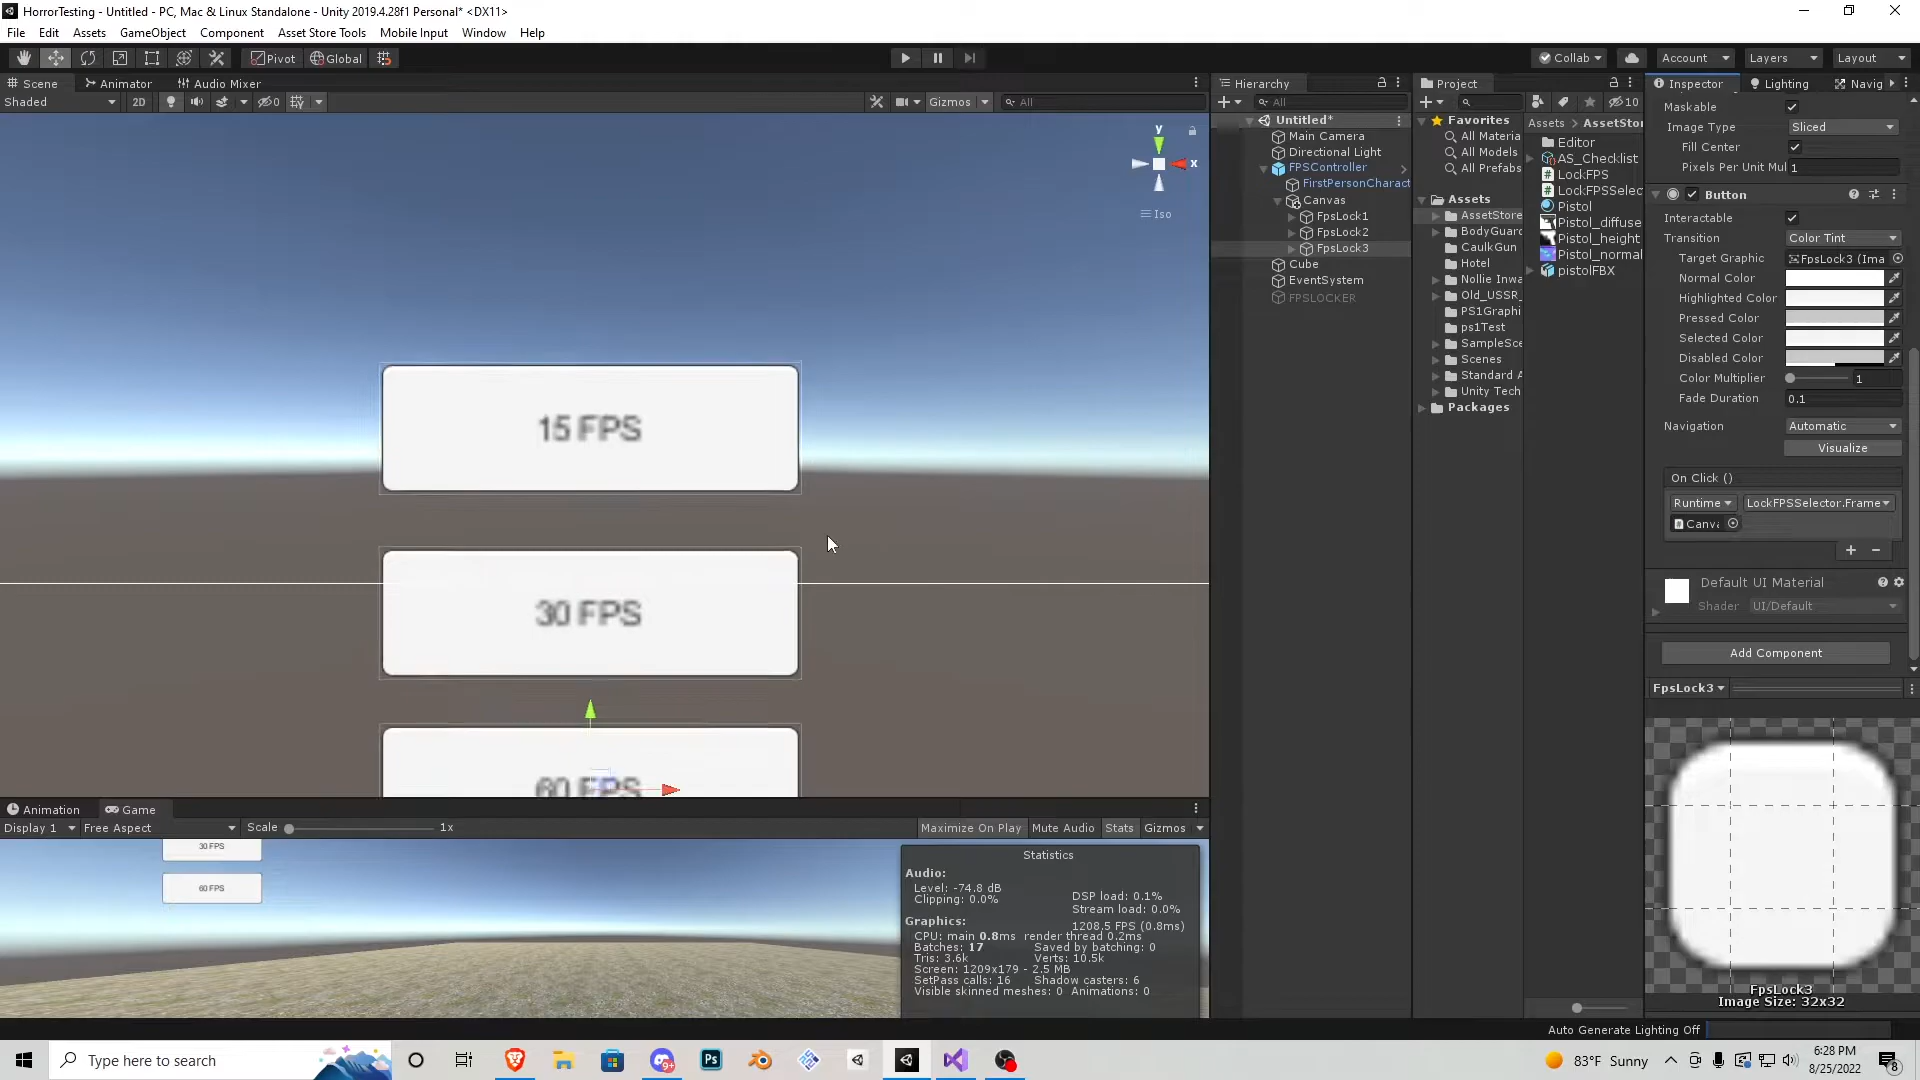 HorrorTesting - Untitled - PC, Mac & Linux Standalone - Unity 2019.4.28f1 Personal* <DX11>
File Edit Assets GameObject Component Asset Store Tools Mobile Input Window Help
Pivot Global Collab Account Layers Layout
Scene Animator Audio Mixer
Shaded 2D 0 Gizmos All
y
x
Iso
15 FPS
30 FPS
60 FPS
Hierarchy
All
Untitled*
Main Camera
Directional Light
FPSController
FirstPersonCharact
Canvas
FpsLock1
FpsLock2
FpsLock3
Cube
EventSystem
FPSLOCKER
Project
10
Favorites
All Materia
All Models
All Prefabs
Assets
AssetStore
BodyGuard
CaulkGun
Hotel
Nollie Inwa
Old_USSR_
PS1Graphi
ps1Test
SampleSce
Scenes
Standard A
Unity Tech
Packages
Assets > AssetStor
Editor
AS_Checklist
LockFPS
LockFPSSelec
Pistol
Pistol_diffuse
Pistol_height
Pistol_normal
pistolFBX
Inspector Lighting Navig
Maskable
Image Type Sliced
Fill Center
Pixels Per Unit Mul 1
Button
Interactable
Transition Color Tint
Target Graphic FpsLock3 (Ima
Normal Color
Highlighted Color
Pressed Color
Selected Color
Disabled Color
Color Multiplier 1
Fade Duration 0.1
Navigation Automatic
Visualize
On Click ()
Runtime LockFPSSelector.Frame
Canva
+ -
Default UI Material
Shader UI/Default
Add Component
FpsLock3
FpsLock3
Image Size: 32x32
Animation Game
Display 1 Free Aspect Scale 1x Maximize On Play Mute Audio Stats Gizmos
30 FPS
60 FPS
Statistics
Audio:
Level: -74.8 dB DSP load: 0.1%
Clipping: 0.0% Stream load: 0.0%
Graphics: 1208.5 FPS (0.8ms)
CPU: main 0.8ms render thread 0.2ms
Batches: 17 Saved by batching: 0
Tris: 3.6k Verts: 10.5k
Screen: 1209x179 - 2.5 MB
SetPass calls: 16 Shadow casters: 6
Visible skinned meshes: 0 Animations: 0
Auto Generate Lighting Off
Type here to search
9+
Ps
83°F Sunny
6:28 PM
8/25/2022
8